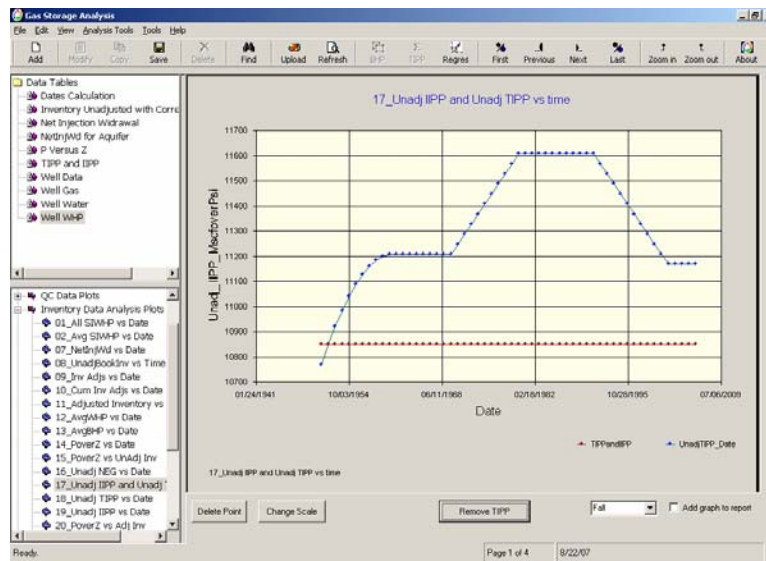 Gas Storage Analysis
File Edit View Analysis Tools Tools Help
Add Modify Copy Save Delete Find Upload Refresh BHP TIPP Regres First Previous Next Last Zoom in Zoom out About
Data Tables
Dates Calculation
Inventory Unadjusted with Corre
Net Injection Widrawal
NetInjWd for Aquifer
P Versus Z
TIPP and IIPP
Well Data
Well Gas
Well Water
Well WHP
QC Data Plots
Inventory Data Analysis Plots
01_All SIWHP vs Date
02_Avg SIWHP vs Date
07_NetInjWd vs Date
08_UnadjBookInv vs Time
09_Inv Adjs vs Date
10_Cum Inv Adjs vs Date
11_Adjusted Inventory vs
12_AvgWHP vs Date
13_AvgBHP vs Date
14_PoverZ vs Date
15_PoverZ vs UnAdj Inv
16_Unadj NEG vs Date
17_Unadj IIPP and Unadj
18_Unadj TIPP vs Date
19_Unadj IIPP vs Date
20_PoverZ vs Adj Inv
17_Unadj IIPP and Unadj TIPP vs time
Unadj_IIPP_MscfoverPsi
11700
11600
11500
11400
11300
11200
11100
11000
10900
10800
10700
01/24/1941 10/03/1954 06/11/1968 02/18/1982 10/28/1995 07/06/2009
Date
TIPPandIIPP UnadjTIPP_Date
17_Unadj IIPP and Unadj TIPP vs time
Delete Point Change Scale Remove TIPP Fall Add graph to report
Ready. Page 1 of 4 8/22/07